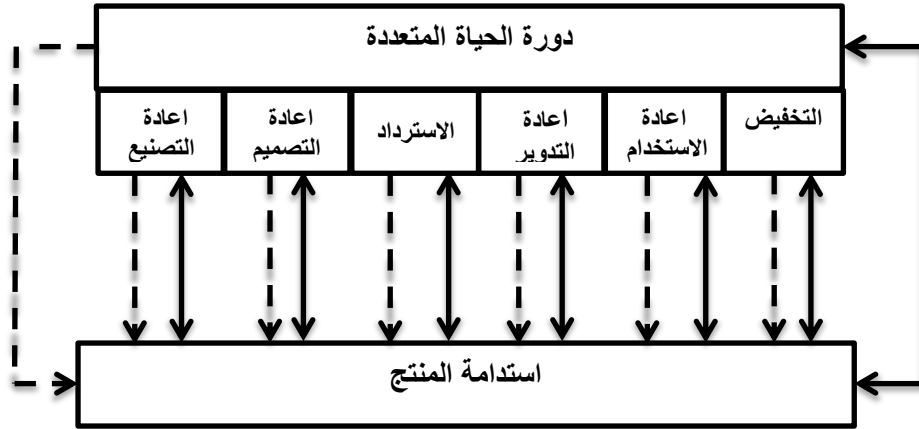 دورة الحياة المتعددة
التخفيض
اعادة
الاستخدام
اعادة
التدوير
الاسترداد
اعادة
التصميم
اعادة
التصنيع
استدامة المنتج